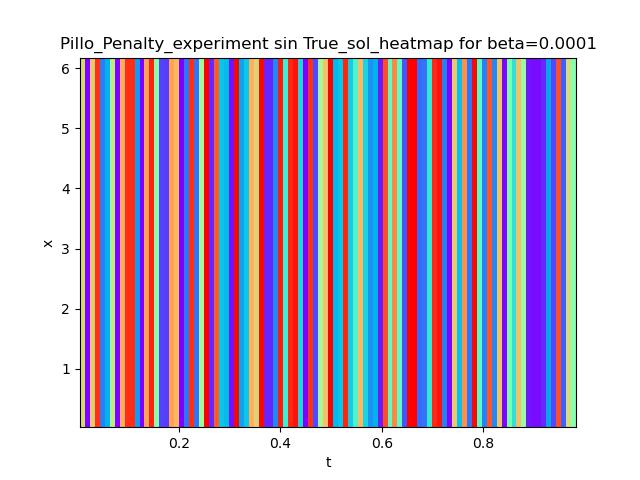 Pillo_Penalty_experiment sin True_sol_heatmap for beta=0.0001
6
5
4
3
2
1
x
0.2 0.4 0.6 0.8
t